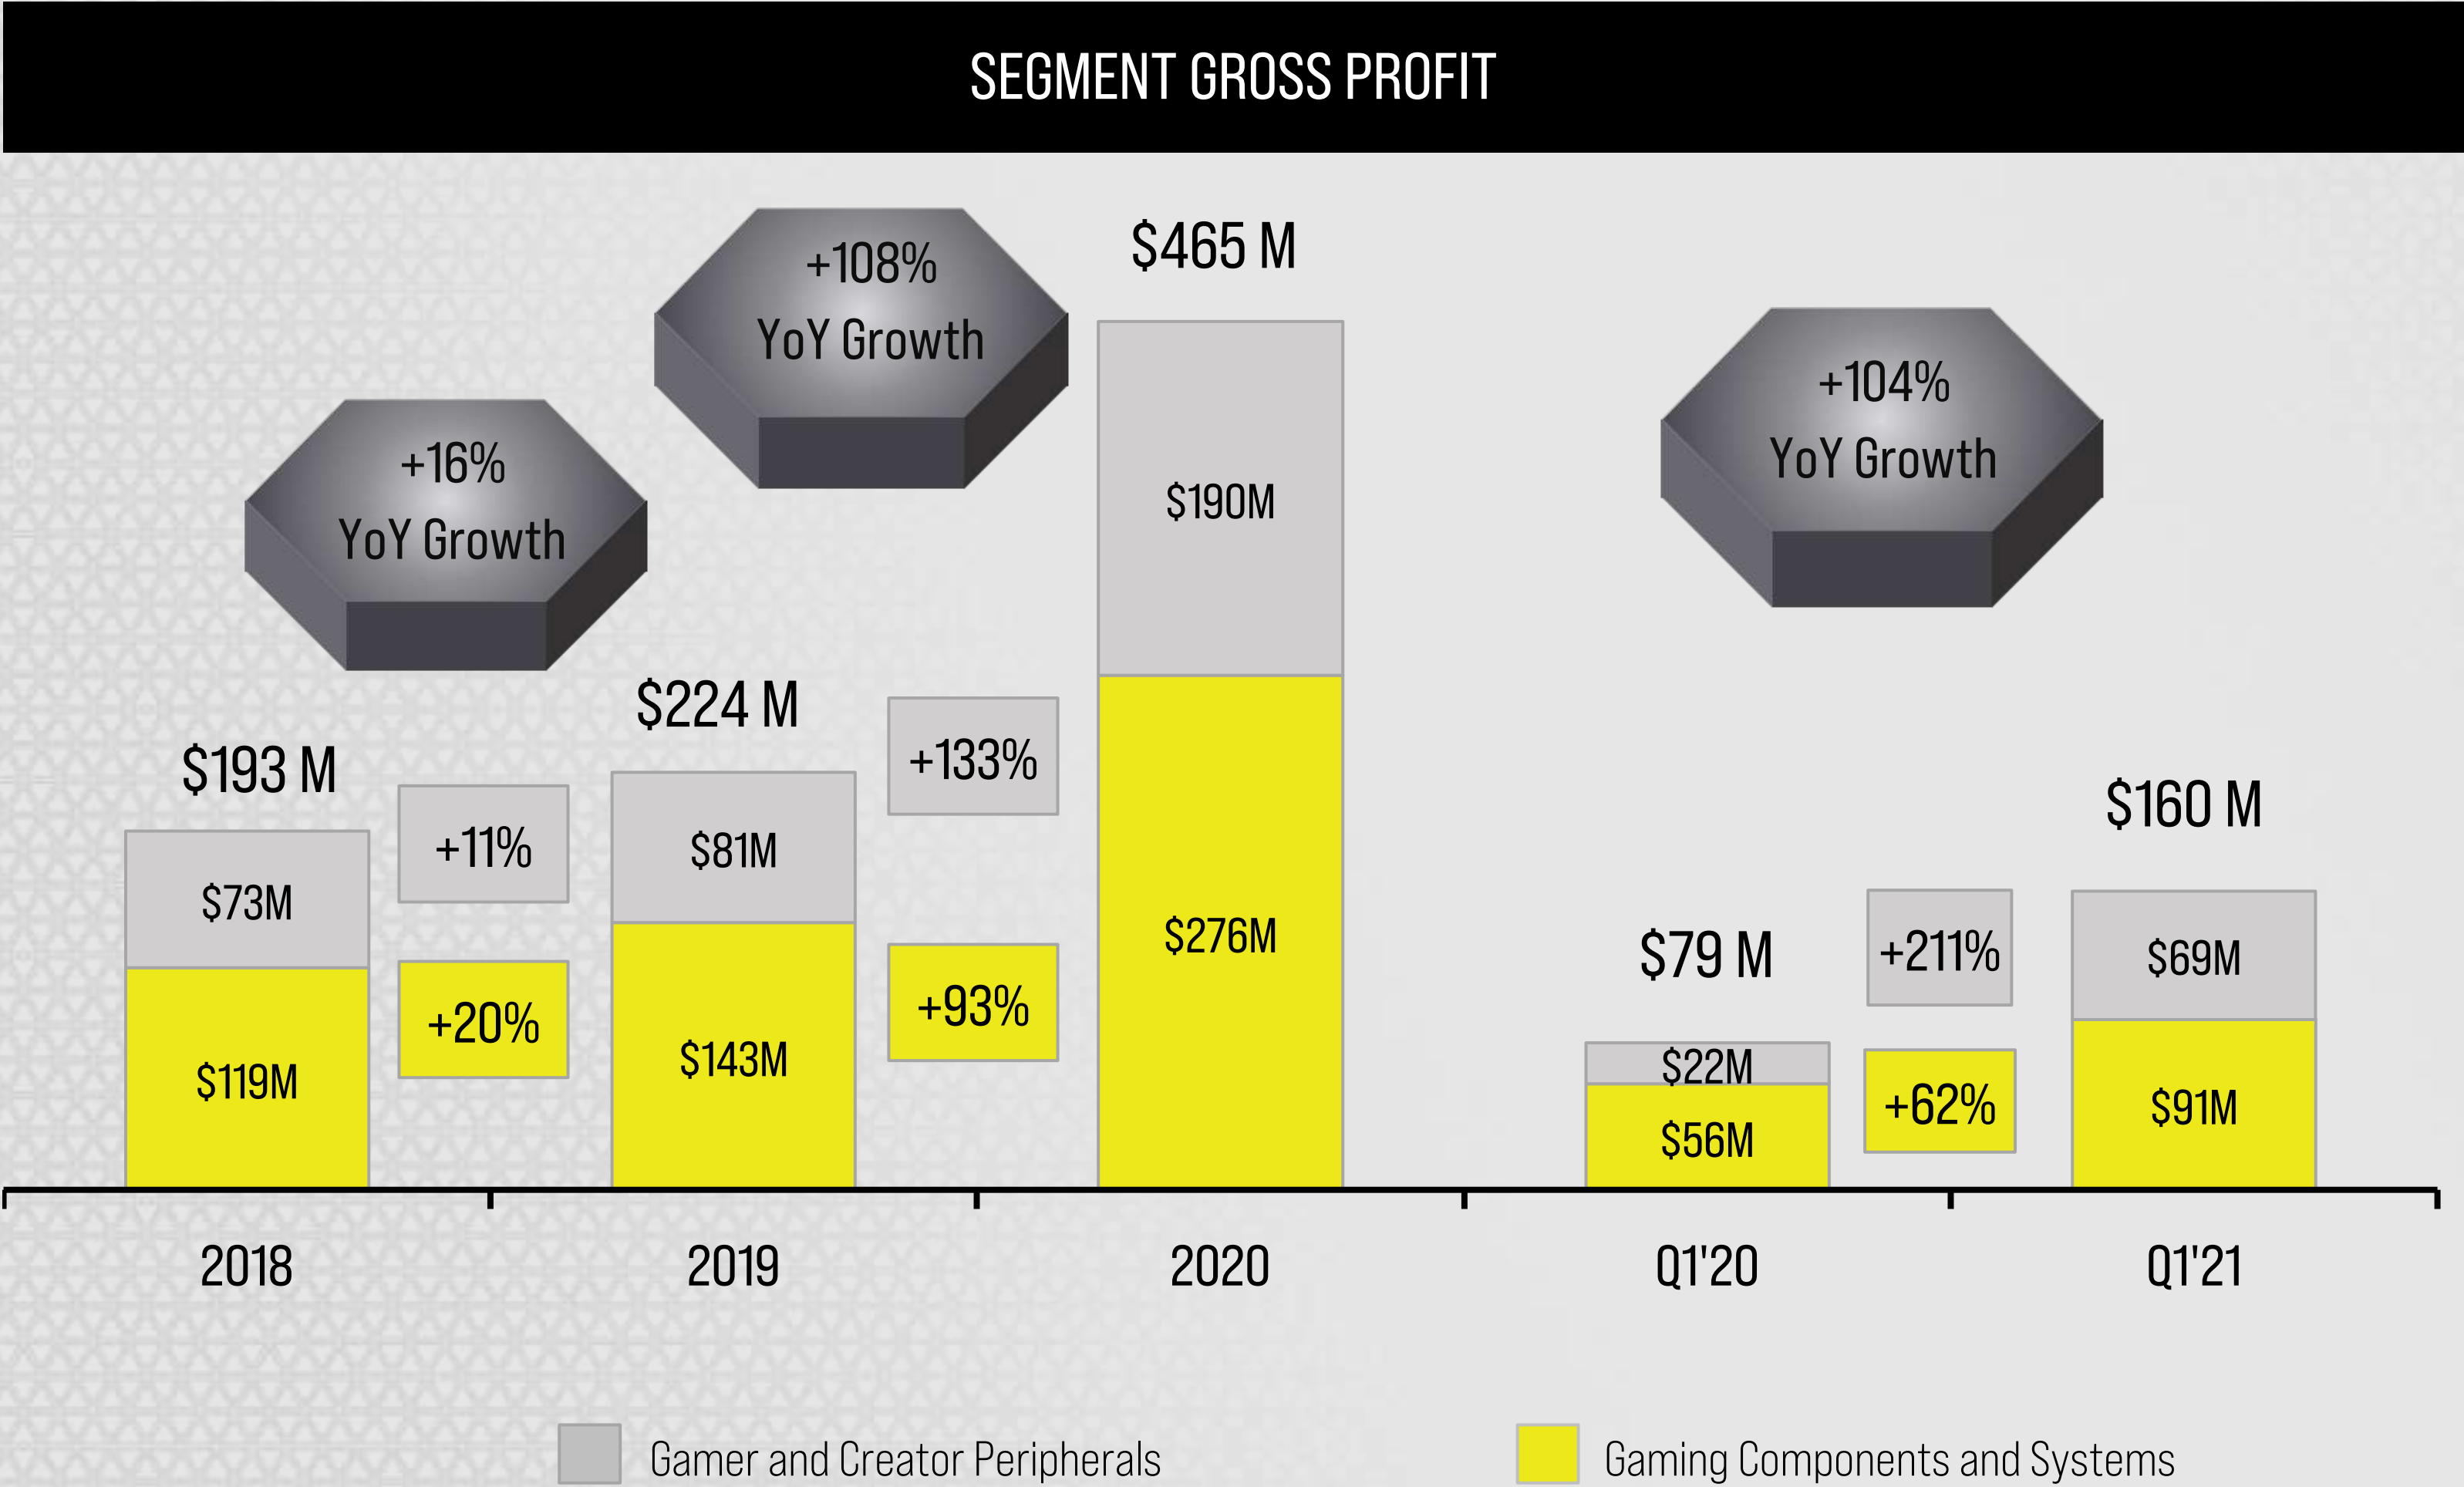 SEGMENT GROSS PROFIT
+108%
YoY Growth
$465 M
+104%
YoY Growth
+16%
YoY Growth
$190M
$224 M
+133%
$193 M
$160 M
+11%
$81M
$73M
$276M
$79 M
+211%
$69M
+20%
+93%
$119M
$143M
$22M
+62%
$91M
$56M
2018
2019
2020
Q1'20
Q1'21
Gamer and Creator Peripherals
Gaming Components and Systems